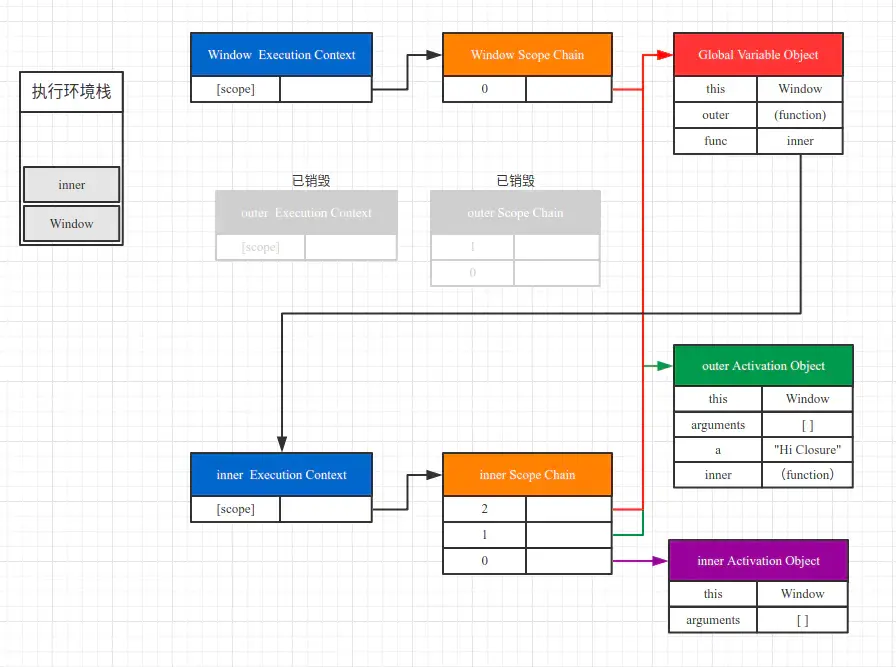 执行环境栈
inner
Window
Window Execution Context
[scope]
Window Scope Chain
0
Global Variable Object
this Window
outer (function)
func inner
已销毁
outer Execution Context
[scope]
已销毁
outer Scope Chain
1
0
outer Activation Object
this Window
arguments [ ]
a "Hi Closure"
inner （function）
inner Execution Context
[scope]
inner Scope Chain
2
1
0
inner Activation Object
this Window
arguments [ ]